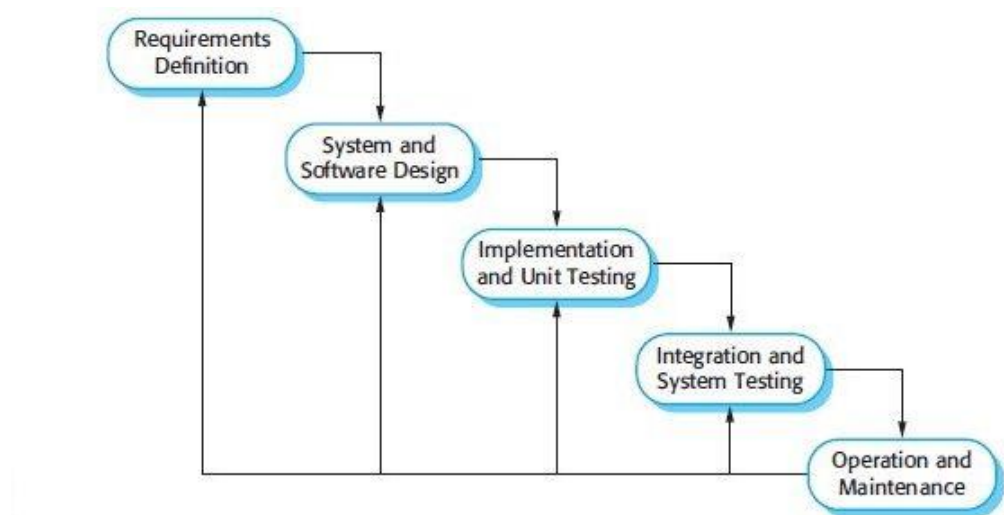 Requirements
Definition
System and
Software Design
Implementation
and Unit Testing
Integration and
System Testing
Operation and
Maintenance